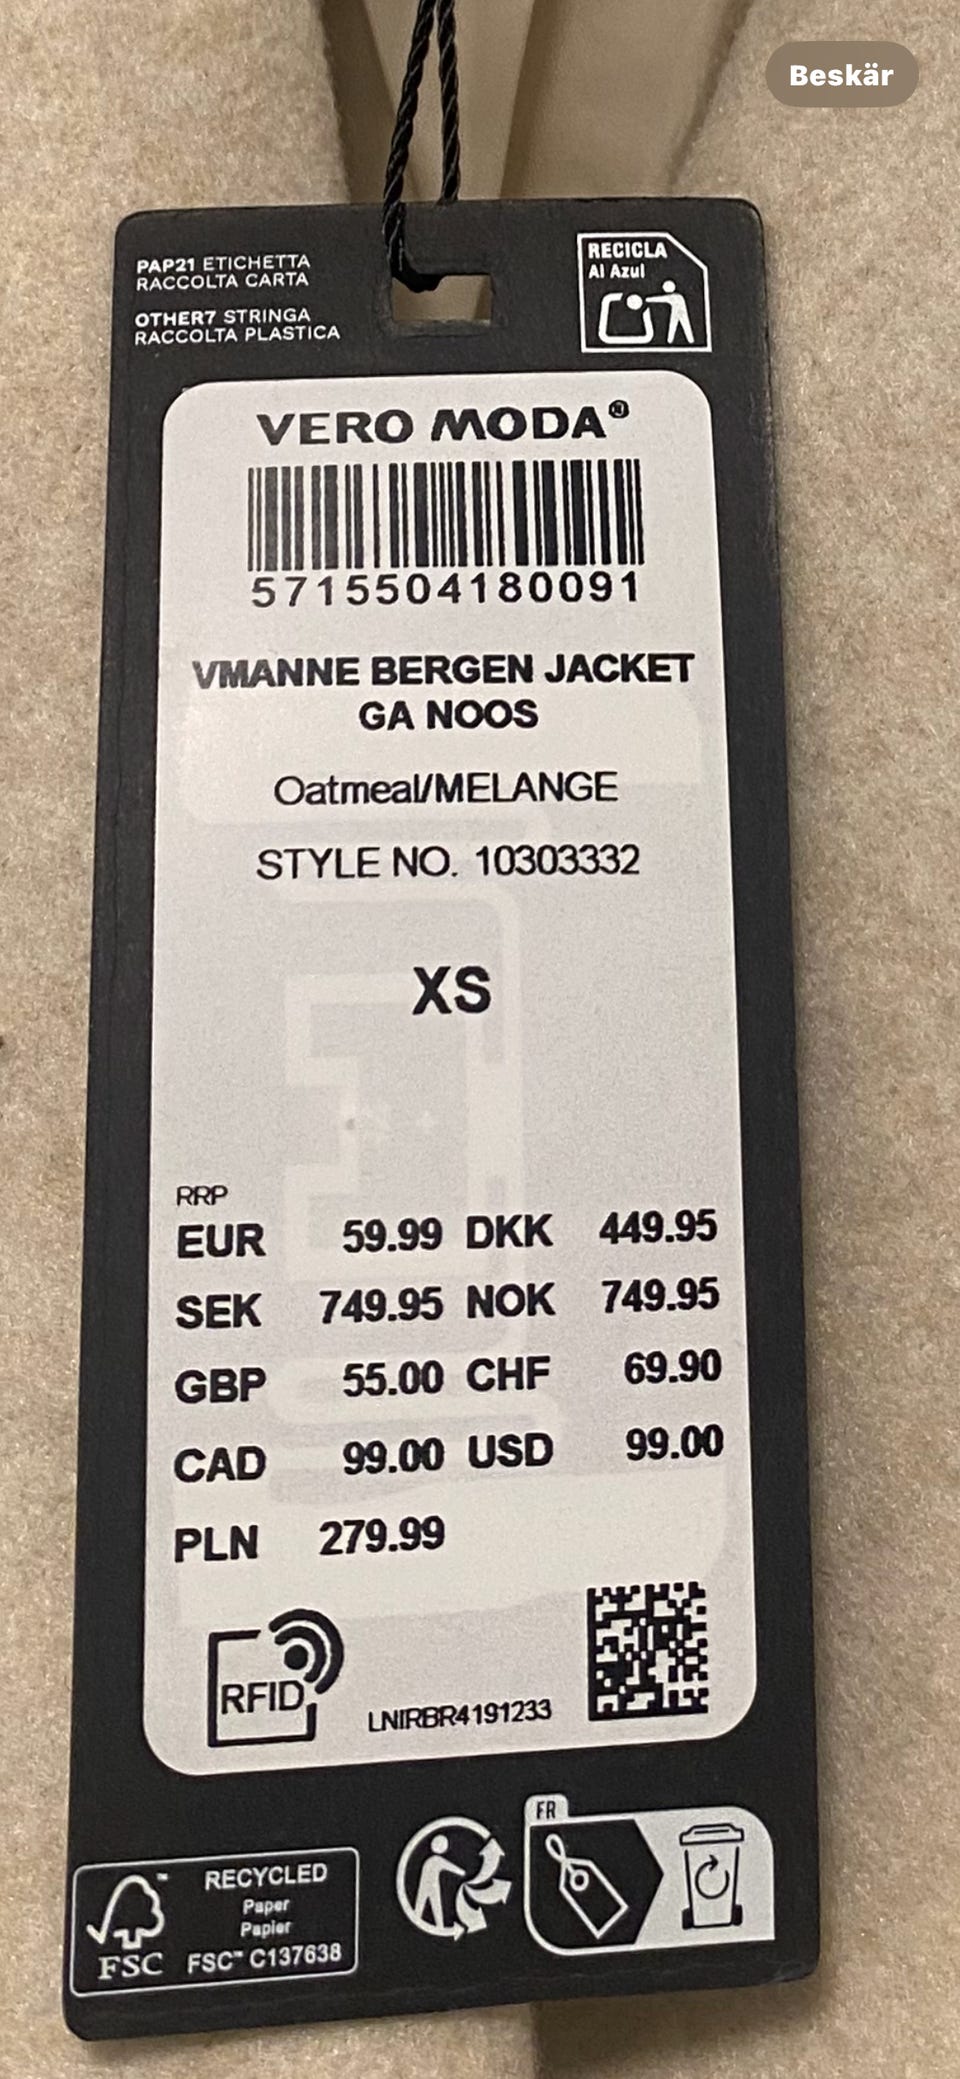 Beskär
PAP21 ETICHETTA
RACCOLTA CARTA
OTHER7 STRINGA
RACCOLTA PLASTICA
RECICLA
Al Azul
VERO MODA®
5715504180091
VMANNE BERGEN JACKET
GA NOOS
Oatmeal/MELANGE
STYLE NO. 10303332
XS
RRP
EUR 59.99 DKK 449.95
SEK 749.95 NOK 749.95
GBP 55.00 CHF 69.90
CAD 99.00 USD 99.00
PLN 279.99
RFID
LNIRBR4191233
FR
FSC™
RECYCLED
Paper
Papier
FSC™ C137638